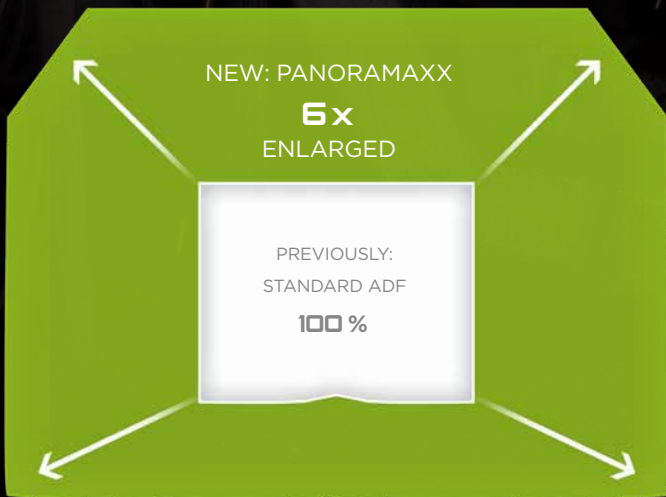 NEW: PANORAMAXX
6x
ENLARGED
PREVIOUSLY:
STANDARD ADF
100 %